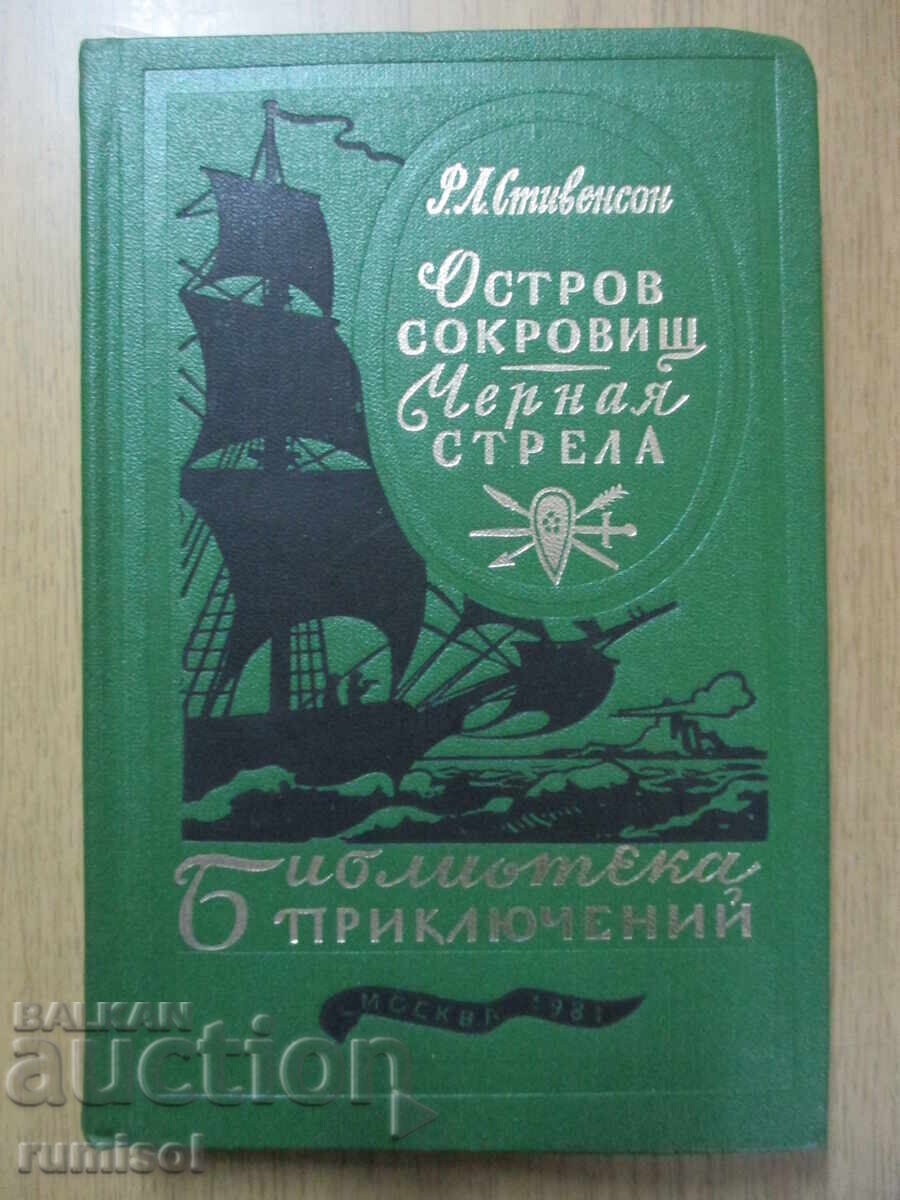 Р.Л. Стивенсон
ОСТРОВ
СОКРОВИЩ
Черная
СТРЕЛА
Библиотека
ПРИКЛЮЧЕНИЙ
МОСКВА 1981
BALKAN
auction
rumisol